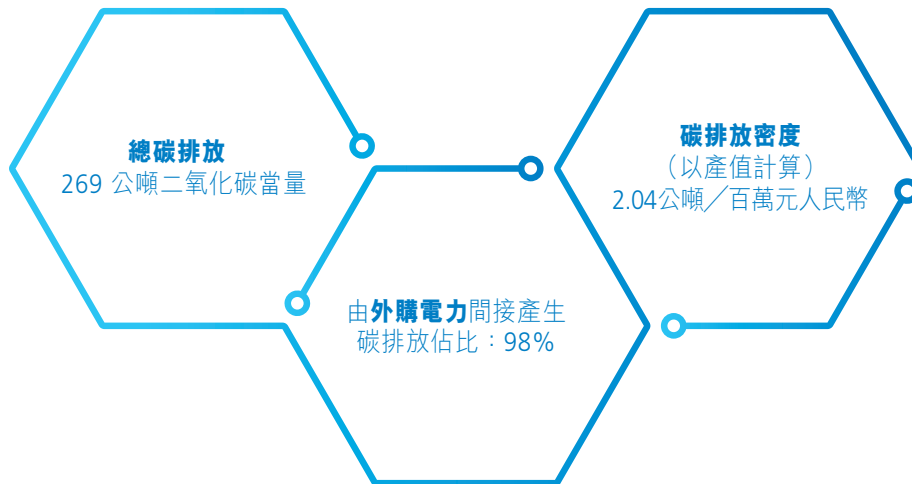 總碳排放
269 公噸二氧化碳當量
碳排放密度
（以產值計算）
2.04公噸／百萬元人民幣
由外購電力間接產生
碳排放佔比：98%